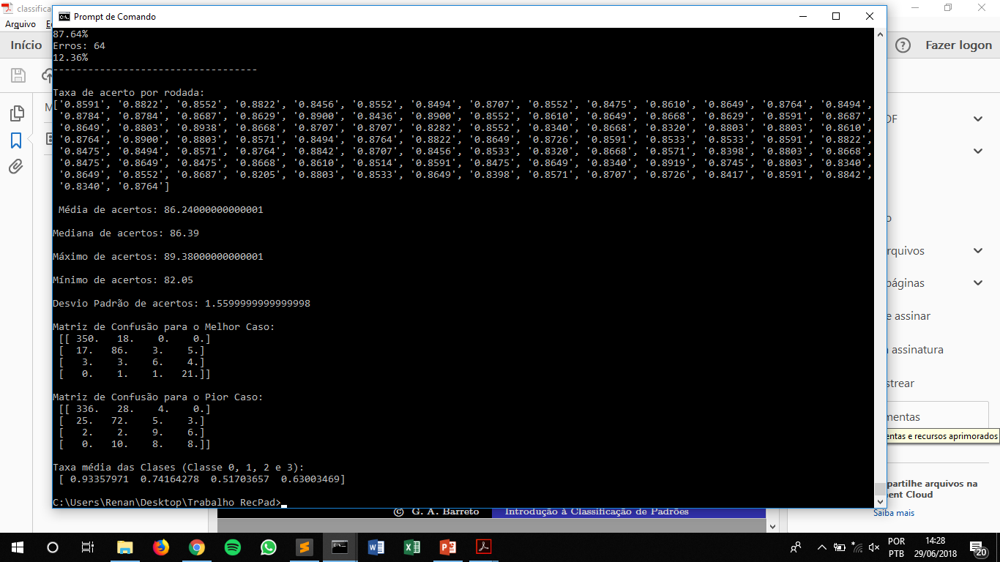 classifica
Prompt de Comando
Arquivo
Início
Fazer logon
87.64%
Erros: 64
12.36%
-----------------------------------
Taxa de acerto por rodada:
['0.8591', '0.8822', '0.8552', '0.8822', '0.8456', '0.8552', '0.8494', '0.8707', '0.8552', '0.8475', '0.8610', '0.8649', '0.8764', '0.8494',
'0.8784', '0.8784', '0.8687', '0.8629', '0.8900', '0.8436', '0.8900', '0.8552', '0.8610', '0.8649', '0.8668', '0.8629', '0.8591', '0.8687',
'0.8649', '0.8803', '0.8938', '0.8668', '0.8707', '0.8707', '0.8282', '0.8552', '0.8340', '0.8668', '0.8320', '0.8803', '0.8803', '0.8610',
'0.8764', '0.8900', '0.8803', '0.8571', '0.8494', '0.8764', '0.8822', '0.8649', '0.8726', '0.8591', '0.8533', '0.8533', '0.8591', '0.8822',
'0.8475', '0.8494', '0.8571', '0.8764', '0.8842', '0.8707', '0.8456', '0.8533', '0.8320', '0.8668', '0.8571', '0.8398', '0.8803', '0.8668',
'0.8475', '0.8649', '0.8475', '0.8668', '0.8610', '0.8514', '0.8591', '0.8475', '0.8649', '0.8340', '0.8919', '0.8745', '0.8803', '0.8340',
'0.8649', '0.8552', '0.8687', '0.8205', '0.8803', '0.8533', '0.8649', '0.8398', '0.8571', '0.8707', '0.8726', '0.8417', '0.8591', '0.8842',
'0.8340', '0.8764']
Média de acertos: 86.24000000000001
Mediana de acertos: 86.39
Máximo de acertos: 89.38000000000001
Mínimo de acertos: 82.05
Desvio Padrão de acertos: 1.5599999999999998
Matriz de Confusão para o Melhor Caso:
[[ 350. 18. 0. 0.]
[ 17. 86. 3. 5.]
[ 3. 3. 6. 4.]
[ 0. 1. 1. 21.]]
Matriz de Confusão para o Pior Caso:
[[ 336. 28. 4. 0.]
[ 25. 72. 5. 3.]
[ 2. 2. 9. 6.]
[ 0. 10. 8. 8.]]
Taxa média das Clases (Classe 0, 1, 2 e 3):
[ 0.93357971 0.74164278 0.51703657 0.63003469]
C:\Users\Renan\Desktop\Trabalho RecPad>
DF
o
rquivos
páginas
e assinar
a assinatura
strear
mentas
entas e recursos aprimorados
partilhe arquivos na
ment Cloud
Saiba mais
© G. A. Barreto Introdução à Classificação de Padrões
POR
PTB
14:28
29/06/2018
20